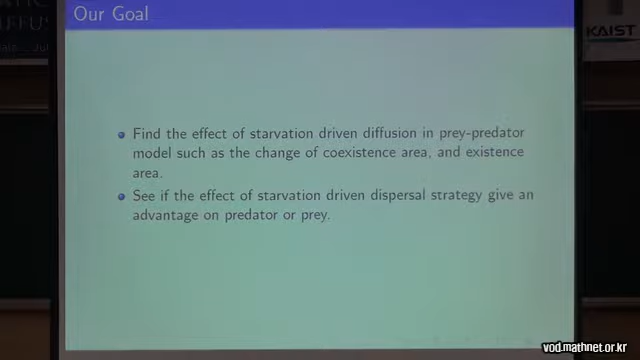 Our Goal
KAIST
Find the effect of starvation driven diffusion in prey-predator
model such as the change of coexistence area, and existence
area.
See if the effect of starvation driven dispersal strategy give an
advantage on predator or prey.
vod.mathnet.or.kr